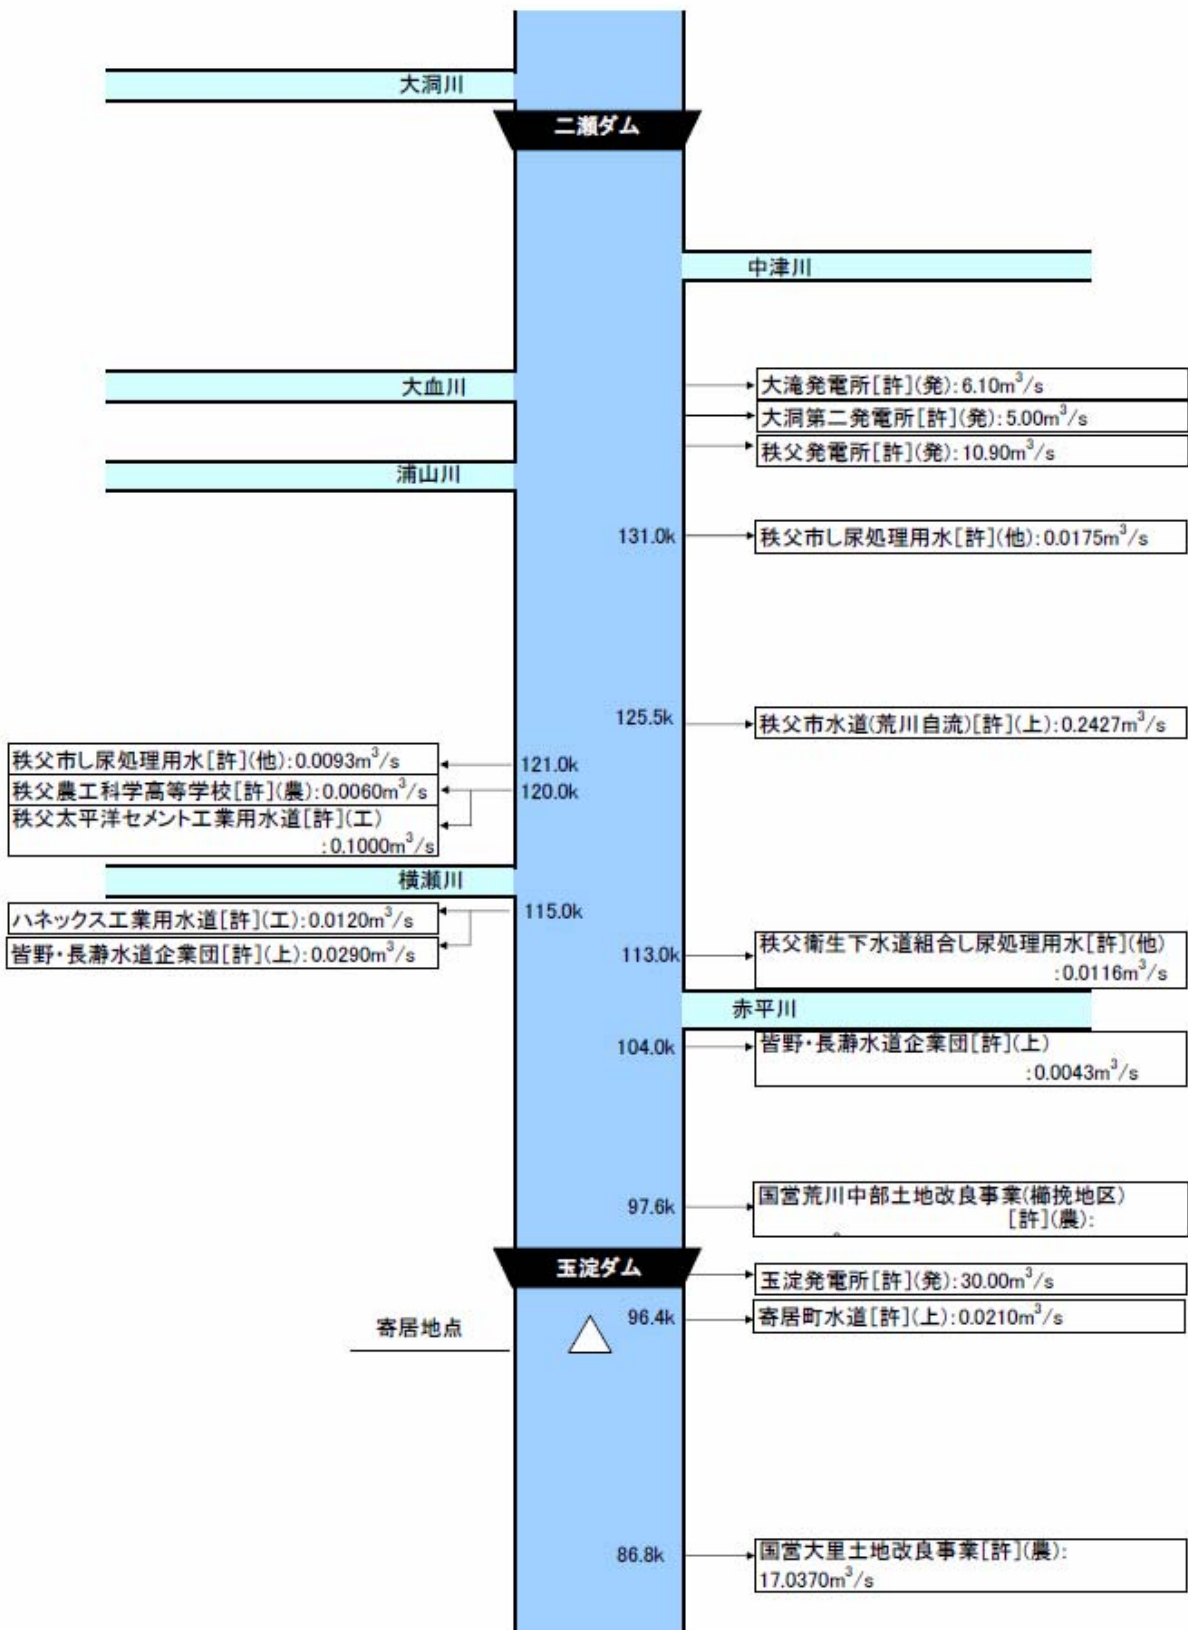 大洞川
二瀬ダム
中津川
大血川
大滝発電所[許](発):6.10m³/s
大洞第二発電所[許](発):5.00m³/s
秩父発電所[許](発):10.90m³/s
浦山川
131.0k
秩父市し尿処理用水[許](他):0.0175m³/s
125.5k
秩父市水道(荒川自流)[許](上):0.2427m³/s
秩父市し尿処理用水[許](他):0.0093m³/s
121.0k
秩父農工科学高等学校[許](農):0.0060m³/s
120.0k
秩父太平洋セメント工業用水道[許](工)
:0.1000m³/s
横瀬川
ハネックス工業用水道[許](工):0.0120m³/s
115.0k
皆野・長瀞水道企業団[許](上):0.0290m³/s
113.0k
秩父衛生下水道組合し尿処理用水[許](他)
:0.0116m³/s
赤平川
104.0k
皆野・長瀞水道企業団[許](上)
:0.0043m³/s
97.6k
国営荒川中部土地改良事業(櫛挽地区)
[許](農):
玉淀ダム
玉淀発電所[許](発):30.00m³/s
96.4k
寄居町水道[許](上):0.0210m³/s
寄居地点
86.8k
国営大里土地改良事業[許](農):
17.0370m³/s